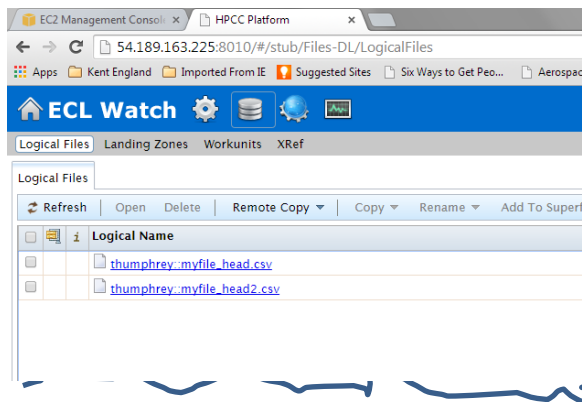 EC2 Management Consol HPCC Platform
54.189.163.225:8010/#/stub/Files-DL/LogicalFiles
Apps Kent England Imported From IE Suggested Sites Six Ways to Get Peo... Aerospac
ECL Watch
Logical Files Landing Zones Workunits XRef
Logical Files
Refresh Open Delete Remote Copy Copy Rename Add To Superf
i Logical Name
thumphrey::myfile_head.csv
thumphrey::myfile_head2.csv